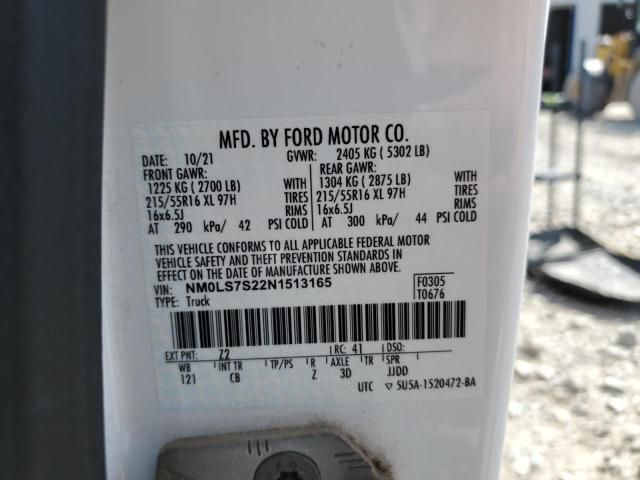 MFD. BY FORD MOTOR CO.
DATE: 10/21 GVWR: 2405 KG ( 5302 LB)
FRONT GAWR: REAR GAWR:
1225 KG ( 2700 LB) WITH 1304 KG ( 2875 LB) WITH
215/55R16 XL 97H TIRES 215/55R16 XL 97H TIRES
16x6.5J RIMS 16x6.5J RIMS
AT 290 kPa/ 42 PSI COLD AT 300 kPa/ 44 PSI COLD
THIS VEHICLE CONFORMS TO ALL APPLICABLE FEDERAL MOTOR
VEHICLE SAFETY AND THEFT PREVENTION STANDARDS IN
EFFECT ON THE DATE OF MANUFACTURE SHOWN ABOVE.
VIN: NM0LS7S22N1513165 F0305
TYPE: Truck T0676
EXT PNT: Z2 RC: 41 DSO:
WB INT TR TP/PS R AXLE TR SPR
121 CB Z 3D JJDD
UTC ▽ 5U5A-1520472-BA